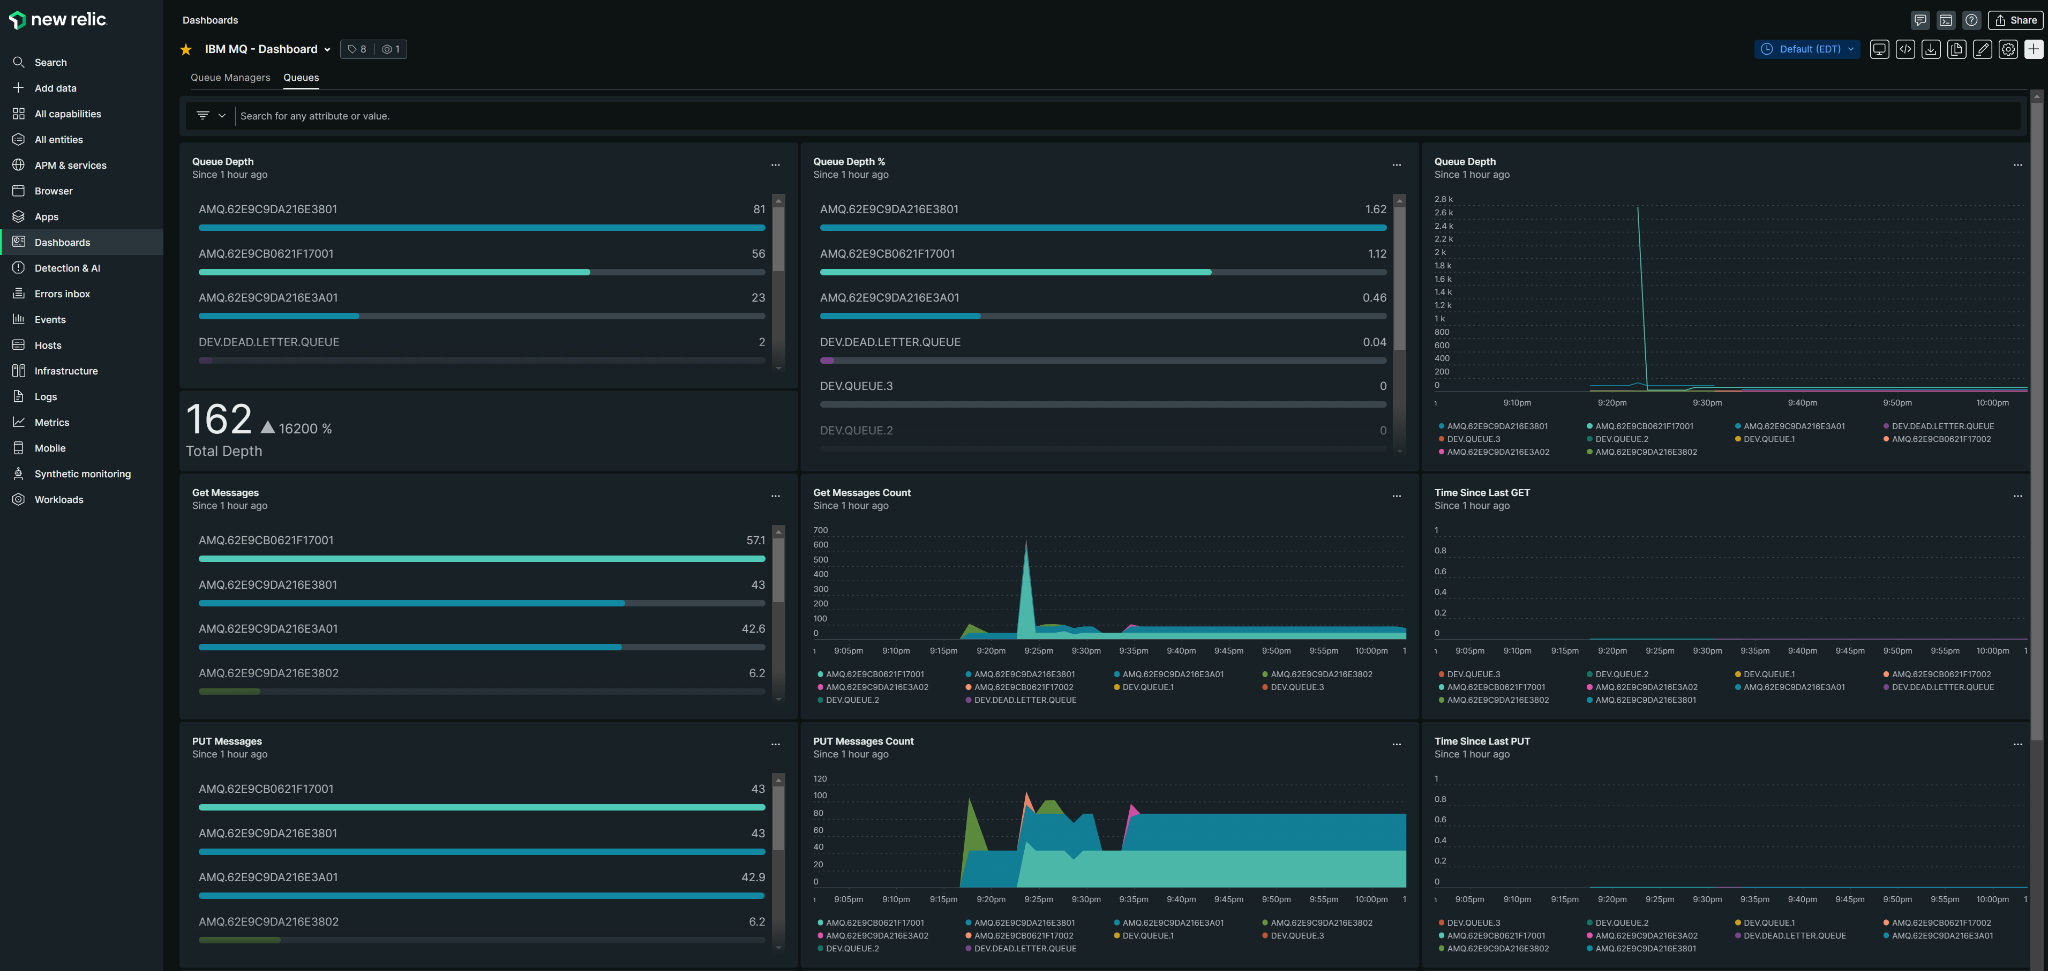 new relic
Search
Add data
All capabilities
All entities
APM & services
Browser
Apps
Dashboards
Detection & AI
Errors inbox
Events
Hosts
Infrastructure
Logs
Metrics
Mobile
Synthetic monitoring
Workloads
Dashboards
Share
IBM MQ - Dashboard
8
1
Default (EDT)
Queue Managers
Queues
Search for any attribute or value.
Queue Depth
Since 1 hour ago
AMQ.62E9C9DA216E3801 81
AMQ.62E9CB0621F17001 56
AMQ.62E9C9DA216E3A01 23
DEV.DEAD.LETTER.QUEUE 2
162 16200 %
Total Depth
Queue Depth %
Since 1 hour ago
AMQ.62E9C9DA216E3801 1.62
AMQ.62E9CB0621F17001 1.12
AMQ.62E9C9DA216E3A01 0.46
DEV.DEAD.LETTER.QUEUE 0.04
DEV.QUEUE.3 0
DEV.QUEUE.2 0
Queue Depth
Since 1 hour ago
2.8 k
2.6 k
2.4 k
2.2 k
2 k
1.8 k
1.6 k
1.4 k
1.2 k
1 k
800
600
400
200
0
9:10pm 9:20pm 9:30pm 9:40pm 9:50pm 10:00pm
AMQ.62E9C9DA216E3801 AMQ.62E9CB0621F17001 AMQ.62E9C9DA216E3A01 DEV.DEAD.LETTER.QUEUE
DEV.QUEUE.3 DEV.QUEUE.2 DEV.QUEUE.1 AMQ.62E9CB0621F17002
AMQ.62E9C9DA216E3A02 AMQ.62E9C9DA216E3802
Get Messages
Since 1 hour ago
AMQ.62E9CB0621F17001 57.1
AMQ.62E9C9DA216E3801 43
AMQ.62E9C9DA216E3A01 42.6
AMQ.62E9C9DA216E3802 6.2
Get Messages Count
Since 1 hour ago
700
600
500
400
300
200
100
0
9:05pm 9:10pm 9:15pm 9:20pm 9:25pm 9:30pm 9:35pm 9:40pm 9:45pm 9:50pm 9:55pm 10:00pm 1
AMQ.62E9CB0621F17001 AMQ.62E9C9DA216E3801 AMQ.62E9C9DA216E3A01 AMQ.62E9C9DA216E3802
AMQ.62E9C9DA216E3A02 AMQ.62E9CB0621F17002 DEV.QUEUE.1 DEV.QUEUE.3
DEV.QUEUE.2 DEV.DEAD.LETTER.QUEUE
Time Since Last GET
Since 1 hour ago
1
0.8
0.6
0.4
0.2
0
9:05pm 9:10pm 9:15pm 9:20pm 9:25pm 9:30pm 9:35pm 9:40pm 9:45pm 9:50pm 9:55pm 10:00pm 1
DEV.QUEUE.3 DEV.QUEUE.2 DEV.QUEUE.1 AMQ.62E9CB0621F17002
AMQ.62E9CB0621F17001 AMQ.62E9C9DA216E3A02 AMQ.62E9C9DA216E3A01 DEV.DEAD.LETTER.QUEUE
AMQ.62E9C9DA216E3802 AMQ.62E9C9DA216E3801
PUT Messages
Since 1 hour ago
AMQ.62E9CB0621F17001 43
AMQ.62E9C9DA216E3801 43
AMQ.62E9C9DA216E3A01 42.9
AMQ.62E9C9DA216E3802 6.2
PUT Messages Count
Since 1 hour ago
120
100
80
60
40
20
0
9:05pm 9:10pm 9:15pm 9:20pm 9:25pm 9:30pm 9:35pm 9:40pm 9:45pm 9:50pm 9:55pm 10:00pm 1
AMQ.62E9CB0621F17001 AMQ.62E9C9DA216E3801 AMQ.62E9C9DA216E3A01 AMQ.62E9C9DA216E3802
AMQ.62E9C9DA216E3A02 AMQ.62E9CB0621F17002 DEV.QUEUE.1 DEV.QUEUE.3
DEV.QUEUE.2 DEV.DEAD.LETTER.QUEUE
Time Since Last PUT
Since 1 hour ago
1
0.8
0.6
0.4
0.2
0
9:05pm 9:10pm 9:15pm 9:20pm 9:25pm 9:30pm 9:35pm 9:40pm 9:45pm 9:50pm 9:55pm 10:00pm 1
DEV.QUEUE.3 DEV.QUEUE.2 DEV.QUEUE.1 AMQ.62E9CB0621F17002
AMQ.62E9CB0621F17001 AMQ.62E9C9DA216E3A02 DEV.DEAD.LETTER.QUEUE AMQ.62E9C9DA216E3A01
AMQ.62E9C9DA216E3802 AMQ.62E9C9DA216E3801